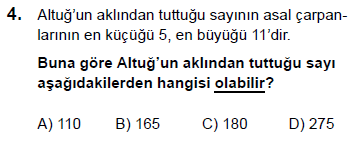 4. Altuğ'un aklından tuttuğu sayının asal çarpan-
larının en küçüğü 5, en büyüğü 11'dir.
Buna göre Altuğ'un aklından tuttuğu sayı
aşağıdakilerden hangisi olabilir?
A) 110 B) 165 C) 180 D) 275